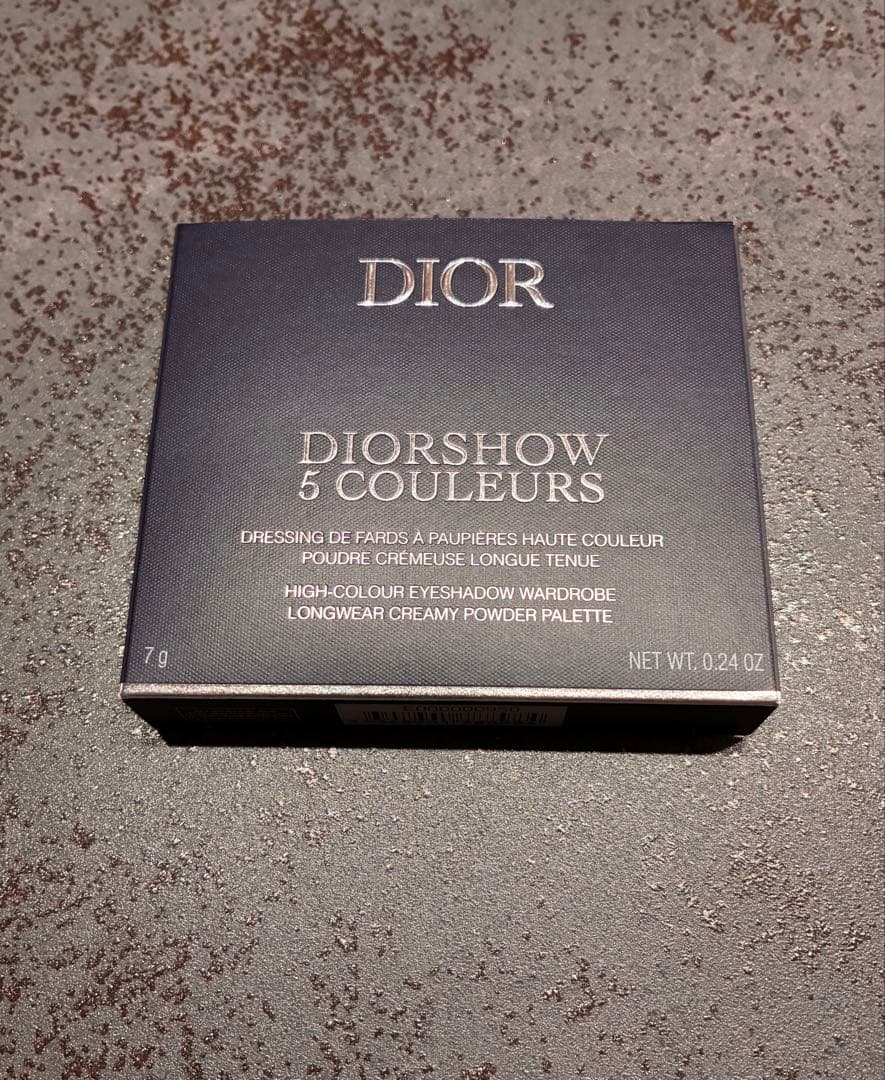 DIOR
DIORSHOW
5 COULEURS
DRESSING DE FARDS À PAUPIÈRES HAUTE COULEUR
POUDRE CRÉMEUSE LONGUE TENUE
HIGH-COLOUR EYESHADOW WARDROBE
LONGWEAR CREAMY POWDER PALETTE
7 g
NET WT. 0.24 OZ